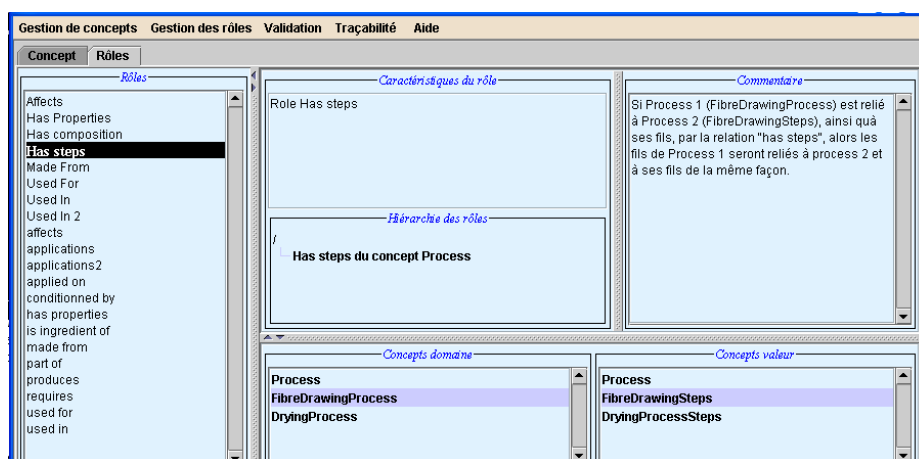 Gestion de concepts Gestion des rôles Validation Traçabilité Aide
Concept Rôles
Rôles
Affects
Has Properties
Has composition
Has steps
Made From
Used For
Used In
Used In 2
affects
applications
applications2
applied on
conditionned by
has properties
is ingredient of
made from
part of
produces
requires
used for
used in
Caractéristiques du rôle
Role Has steps
Hiérarchie des rôles
/
Has steps du concept Process
Commentaire
Si Process 1 (FibreDrawingProcess) est relié
à Process 2 (FibreDrawingSteps), ainsi quà
ses fils, par la relation "has steps", alors les
fils de Process 1 seront reliés à process 2 et
à ses fils de la même façon.
Concepts domaine
Process
FibreDrawingProcess
DryingProcess
Concepts valeur
Process
FibreDrawingSteps
DryingProcessSteps